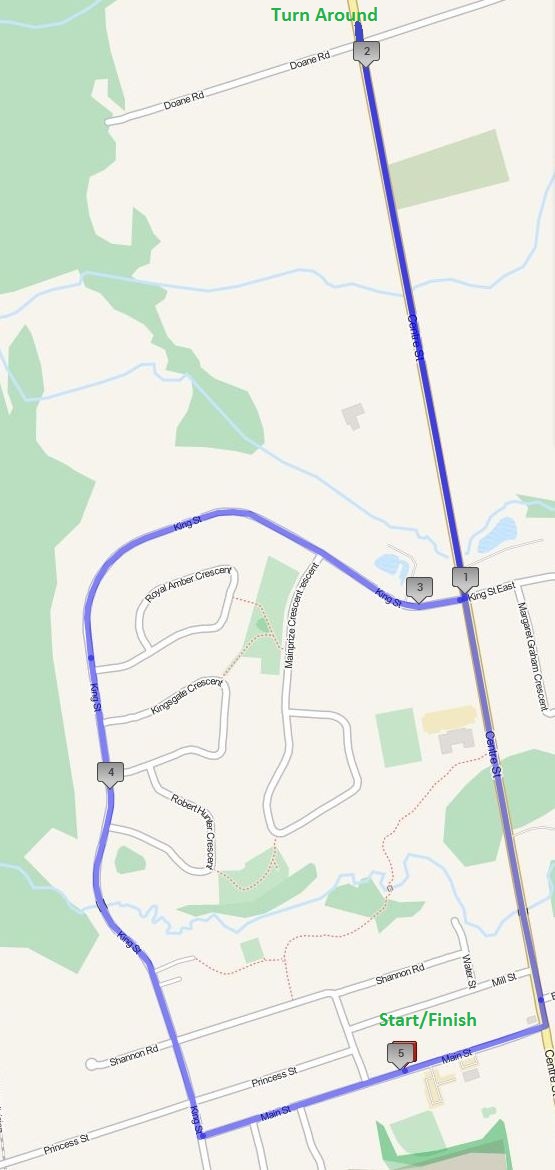 Turn Around
2
Doane Rd
Doane Rd
Centre St
King St
Royal Amber Crescent
Mainprize Crescent
escent
1
3
King St
King St East
Margaret Graham Crescent
Kingsgate Crescent
King St
Centre St
4
Robert Hunter Crescent
King St
Shannon Rd
Water St
Mill St
Start/Finish
Shannon Rd
5
Main St
Centre St
Princess St
King St
Main St
Princess St